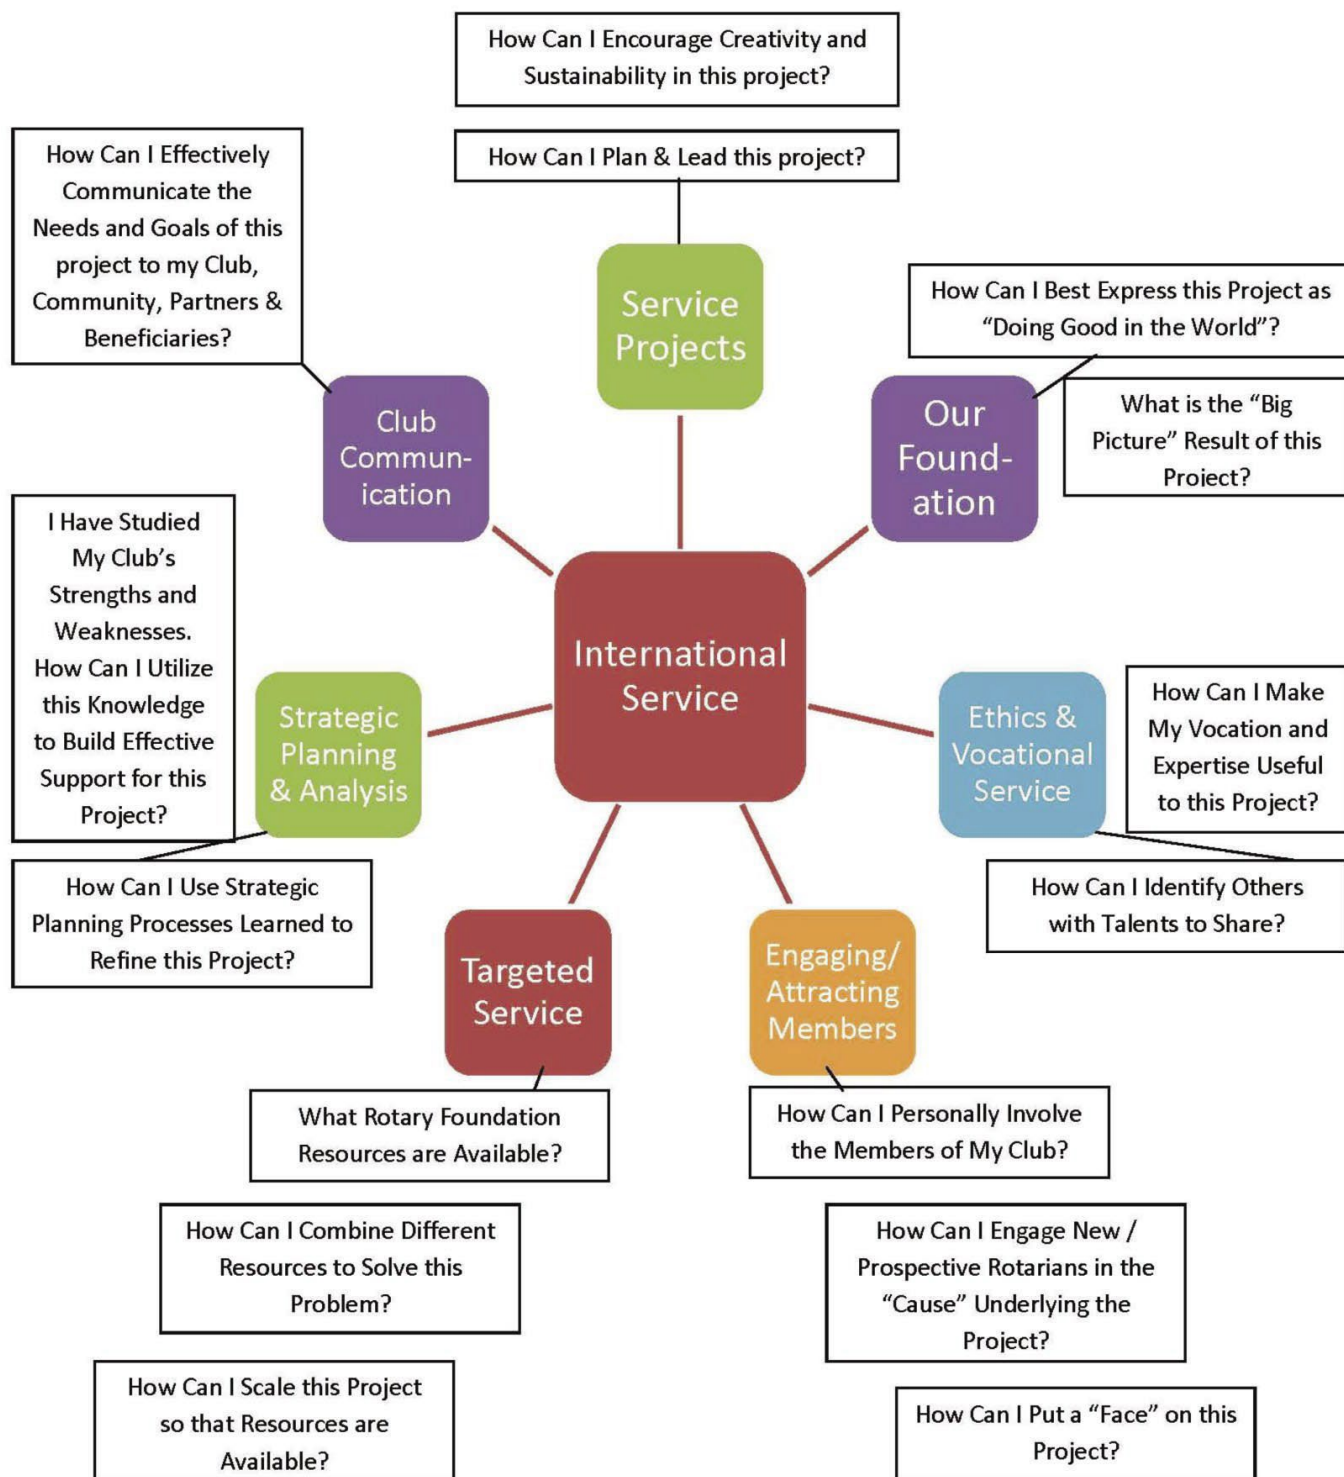 How Can I Encourage Creativity and
Sustainability in this project?
How Can I Plan & Lead this project?
How Can I Effectively
Communicate the
Needs and Goals of this
project to my Club,
Community, Partners &
Beneficiaries?
Service
Projects
How Can I Best Express this Project as
“Doing Good in the World”?
Club
Commun-
ication
Our
Found-
ation
What is the “Big
Picture” Result of this
Project?
I Have Studied
My Club’s
Strengths and
Weaknesses.
How Can I Utilize
this Knowledge
to Build Effective
Support for this
Project?
International
Service
Strategic
Planning
& Analysis
Ethics &
Vocational
Service
How Can I Make
My Vocation and
Expertise Useful
to this Project?
How Can I Use Strategic
Planning Processes Learned to
Refine this Project?
How Can I Identify Others
with Talents to Share?
Targeted
Service
Engaging/
Attracting
Members
What Rotary Foundation
Resources are Available?
How Can I Personally Involve
the Members of My Club?
How Can I Combine Different
Resources to Solve this
Problem?
How Can I Engage New /
Prospective Rotarians in the
“Cause” Underlying the
Project?
How Can I Scale this Project
so that Resources are
Available?
How Can I Put a “Face” on this
Project?